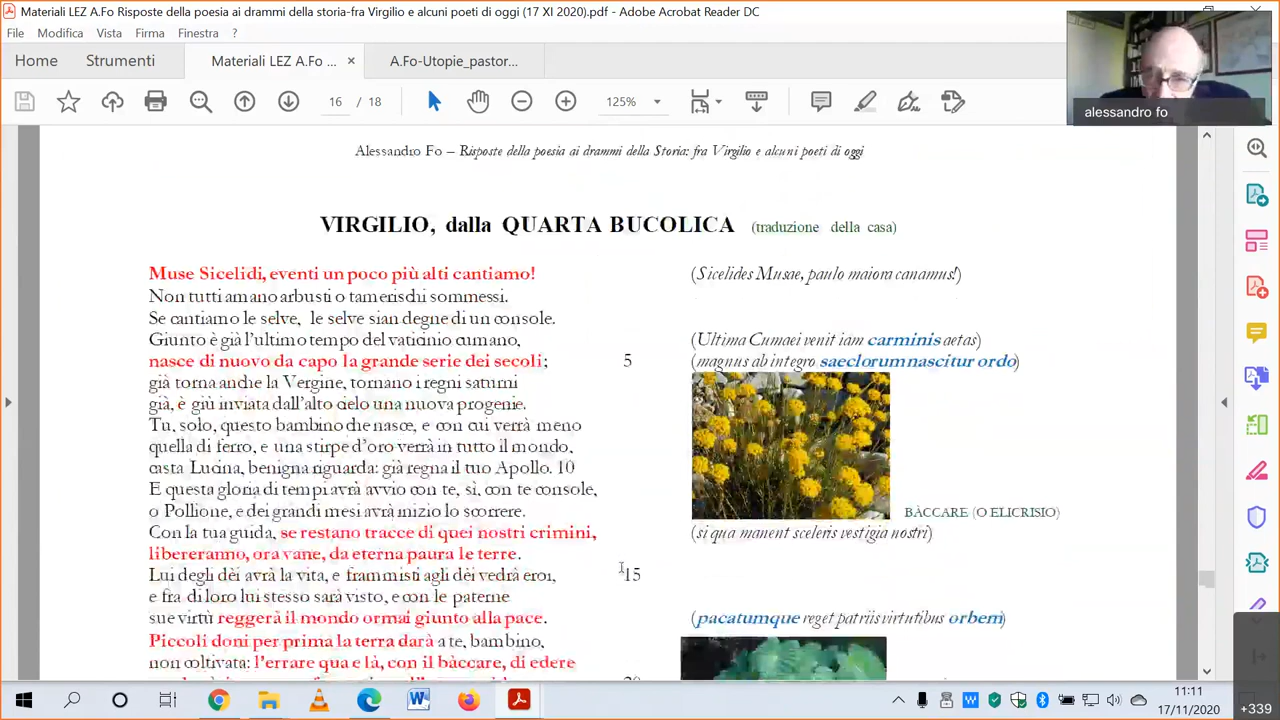 Materiali LEZ A.Fo Risposte della poesia ai drammi della storia-fra Virgilio e alcuni poeti di oggi (17 XI 2020).pdf - Adobe Acrobat Reader DC
File Modifica Vista Firma Finestra ?
Home Strumenti Materiali LEZ A.Fo ... × A.Fo-Utopie_pastor...
16 / 18 125%
alessandro fo
Alessandro Fo – Risposte della poesia ai drammi della Storia: fra Virgilio e alcuni poeti di oggi
VIRGILIO, dalla QUARTA BUCOLICA (traduzione della casa)
Muse Sicelidi, eventi un poco più alti cantiamo! (Sicelides Musae, paulo maiora canamus!)
Non tutti amano arbusti o tamerischi sommessi.
Se cantiamo le selve, le selve sian degne di un console.
Giunto è già l'ultimo tempo del vaticinio cumano, (Ultima Cumaei venit iam carminis aetas)
nasce di nuovo da capo la grande serie dei secoli; 5 (magnus ab integro saeclorum nascitur ordo)
già torna anche la Vergine, tornano i regni saturni
già, è giù inviata dall'alto cielo una nuova progenie.
Tu, solo, questo bambino che nasce, e con cui verrà meno
quella di ferro, e una stirpe d'oro verrà in tutto il mondo,
casta Lucina, benigna riguarda: già regna il tuo Apollo. 10
E questa gloria di tempi avrà avvio con te, sì, con te console,
o Pollione, e dei grandi mesi avrà inizio lo scorrere. BÀCCARE (O ELICRISIO)
Con la tua guida, se restano tracce di quei nostri crimini, (si qua manent sceleris vestigia nostri)
libereranno, ora vane, da eterna paura le terre.
Lui degli dèi avrà la vita, e frammisti agli dèi vedrà eroi, 15
e fra di loro lui stesso sarà visto, e con le paterne
sue virtù reggerà il mondo ormai giunto alla pace. (pacatumque reget patriis virtutibus orbem)
Piccoli doni per prima la terra darà a te, bambino,
non coltivata: l'errare qua e là, con il bàccare, di edere
11:11
17/11/2020
+339